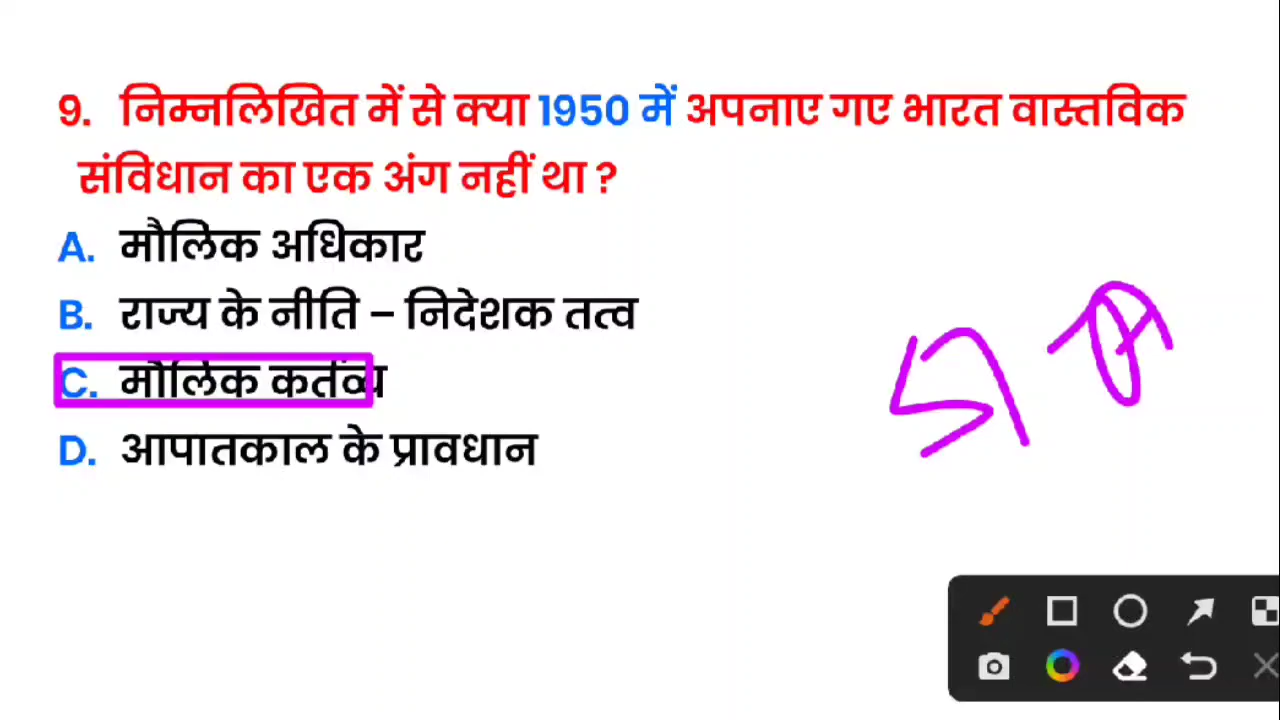 9. निम्नलिखित में से क्या 1950 में अपनाए गए भारत वास्तविक
संविधान का एक अंग नहीं था ?
A. मौलिक अधिकार
B. राज्य के नीति – निदेशक तत्व
C. मौलिक कर्तव्य
D. आपातकाल के प्रावधान